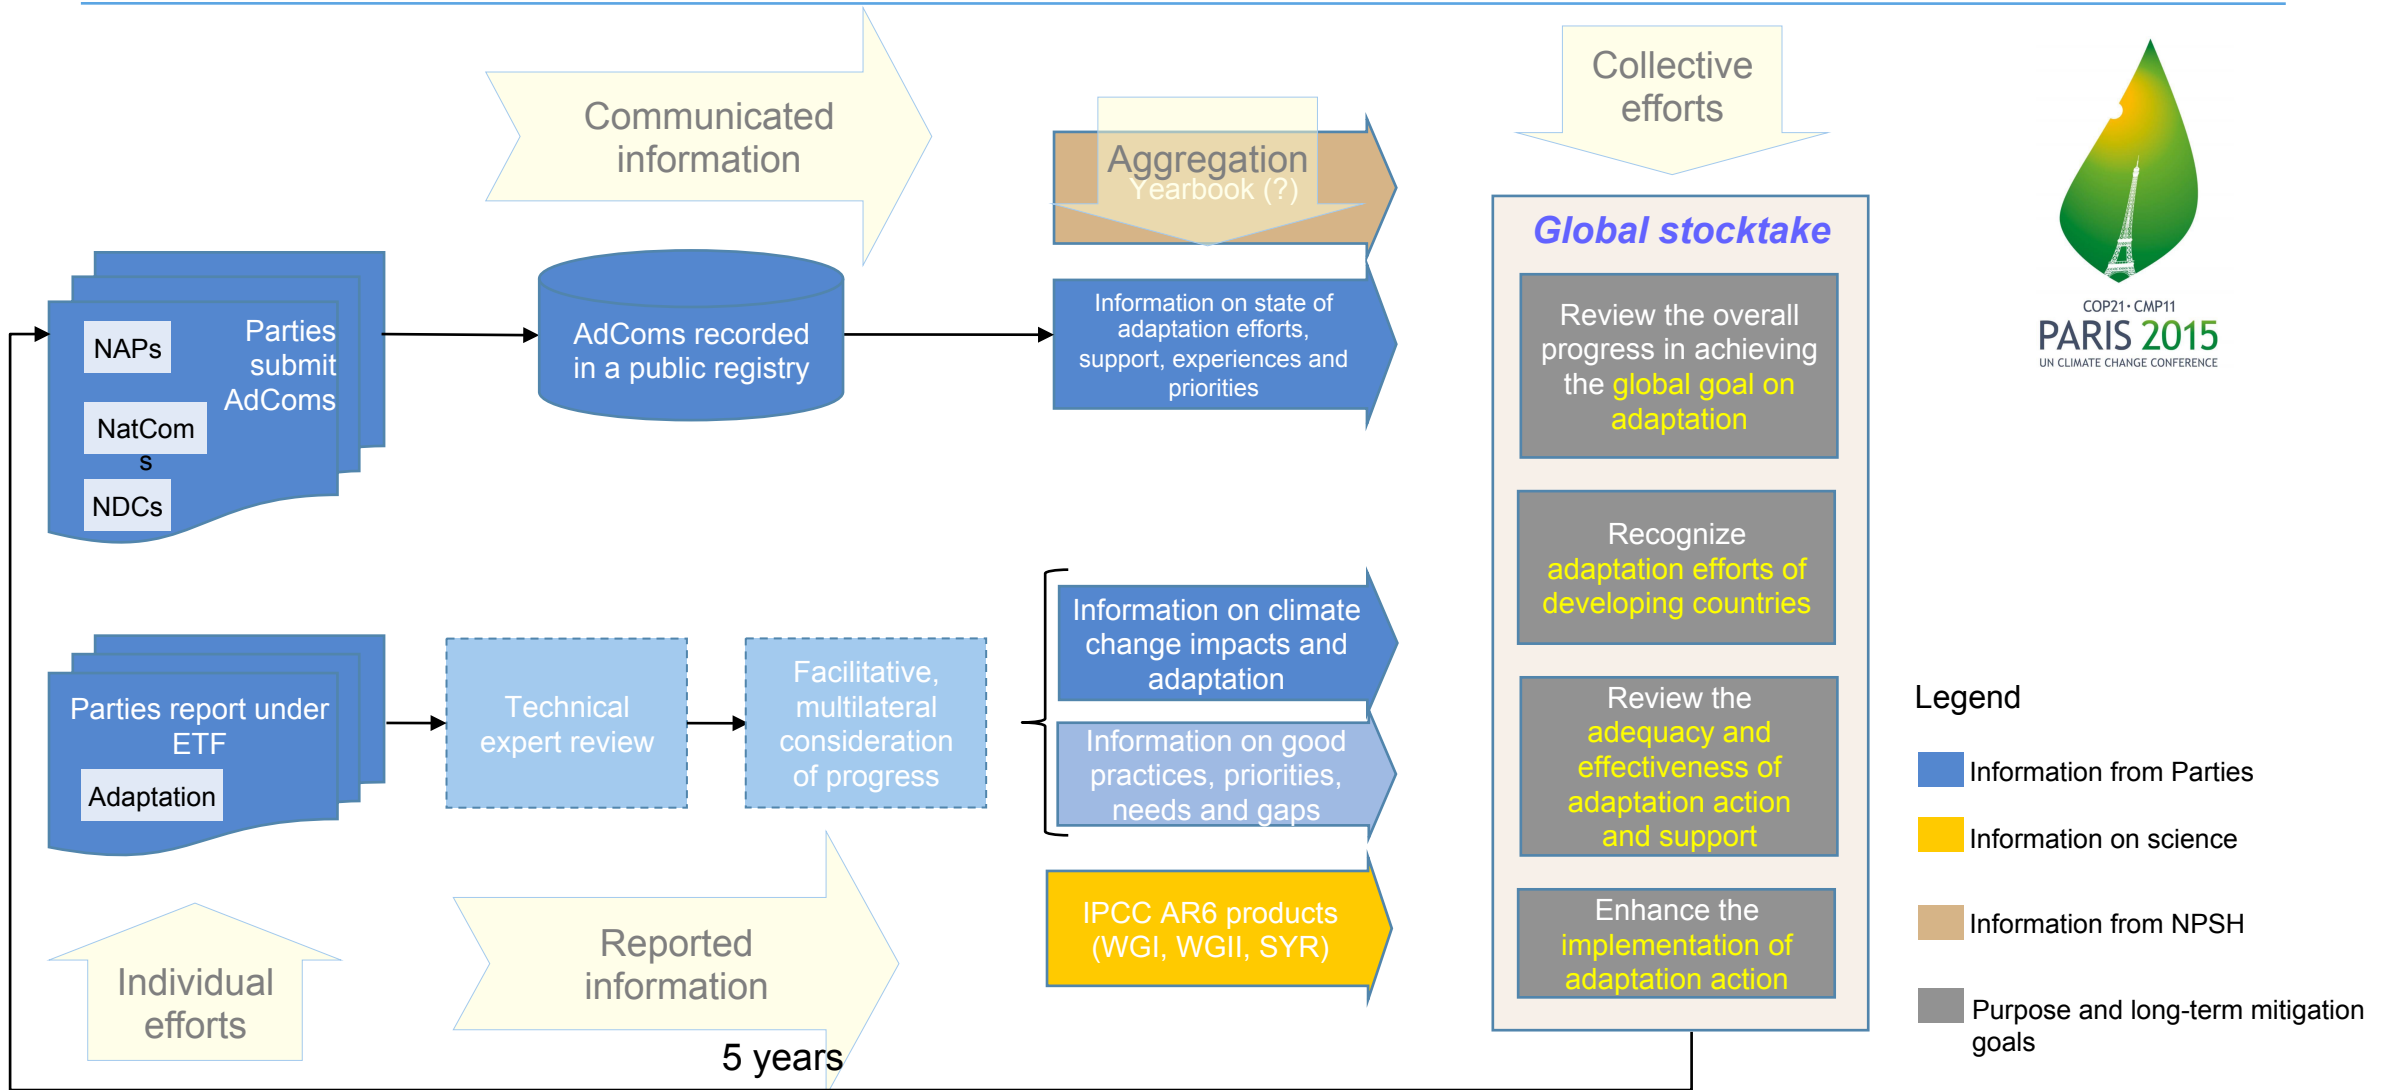 Communicated
information
Aggregation
Yearbook (?)
Collective
efforts
NAPs
NatCom
s
NDCs
Parties
submit
AdComs
AdComs recorded
in a public registry
Information on state of
adaptation efforts,
support, experiences and
priorities
Global stocktake
Review the overall
progress in achieving
the global goal on
adaptation
Recognize
adaptation efforts of
developing countries
Review the
adequacy and
effectiveness of
adaptation action
and support
Enhance the
implementation of
adaptation action
COP21·CMP11
PARIS 2015
UN CLIMATE CHANGE CONFERENCE
Parties report under
ETF
Adaptation
Technical
expert review
Facilitative,
multilateral
consideration
of progress
Information on climate
change impacts and
adaptation
Information on good
practices, priorities,
needs and gaps
IPCC AR6 products
(WGI, WGII, SYR)
Individual
efforts
Reported
information
5 years
Legend
Information from Parties
Information on science
Information from NPSH
Purpose and long-term mitigation
goals